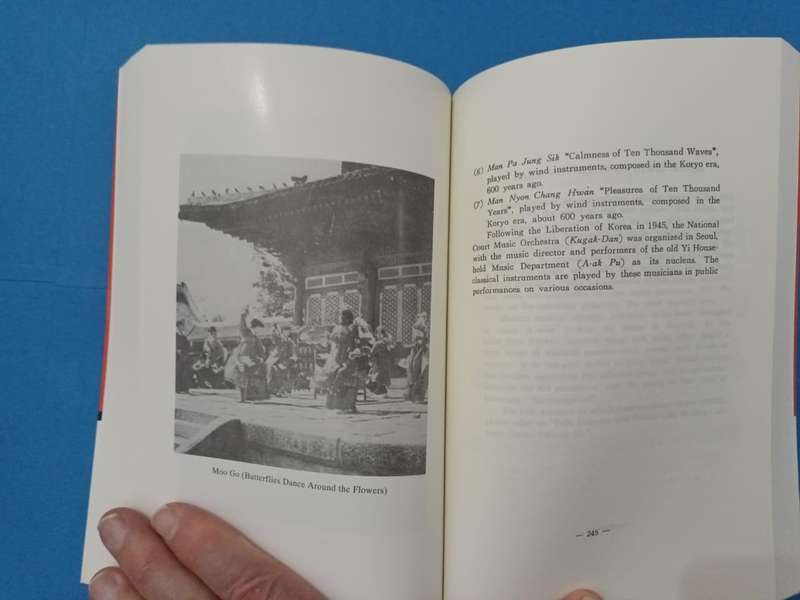 Moo Go (Butterflies Dance Around the Flowers)
(6) Man Pa Jung Sik "Calmness of Ten Thousand Waves",
played by wind instruments, composed in the Koryo era,
600 years ago.
(7) Man Nyon Chang Hwan "Pleasures of Ten Thousand
Years", played by wind instruments, composed in the
Koryo era, about 600 years ago.
Following the Liberation of Korea in 1945, the National
Court Music Orchestra (Kugak-Dan) was organized in Seoul,
with the music director and performers of the old Yi House-
hold Music Department (A-ak Pu) as its nucleus. The
classical instruments are played by these musicians in public
performances on various occasions.
— 245 —